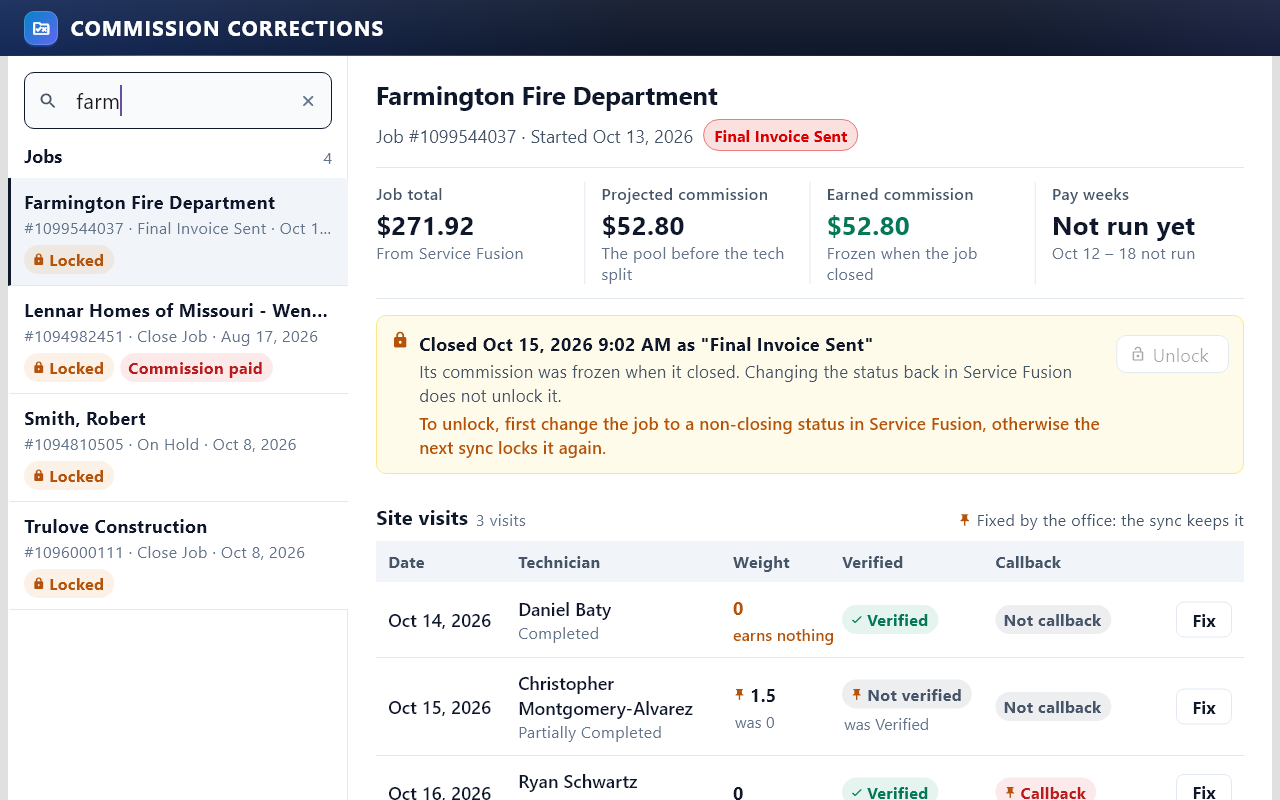 COMMISSION CORRECTIONS
farm
Jobs 4
Farmington Fire Department
#1099544037 · Final Invoice Sent · Oct 1...
Locked
Lennar Homes of Missouri - Wen...
#1094982451 · Close Job · Aug 17, 2026
Locked Commission paid
Smith, Robert
#1094810505 · On Hold · Oct 8, 2026
Locked
Trulove Construction
#1096000111 · Close Job · Oct 8, 2026
Locked
Farmington Fire Department
Job #1099544037 · Started Oct 13, 2026 Final Invoice Sent
Job total
$271.92
From Service Fusion
Projected commission
$52.80
The pool before the tech
split
Earned commission
$52.80
Frozen when the job
closed
Pay weeks
Not run yet
Oct 12 – 18 not run
Closed Oct 15, 2026 9:02 AM as "Final Invoice Sent"
Its commission was frozen when it closed. Changing the status back in Service Fusion
does not unlock it.
To unlock, first change the job to a non-closing status in Service Fusion, otherwise the
next sync locks it again.
Unlock
Site visits 3 visits
Fixed by the office: the sync keeps it
Date Technician Weight Verified Callback
Oct 14, 2026
Daniel Baty
Completed
0
earns nothing
Verified
Not callback
Fix
Oct 15, 2026
Christopher
Montgomery-Alvarez
Partially Completed
1.5
was 0
Not verified
was Verified
Not callback
Fix
Oct 16, 2026
Ryan Schwartz
0
Verified
Callback
Fix